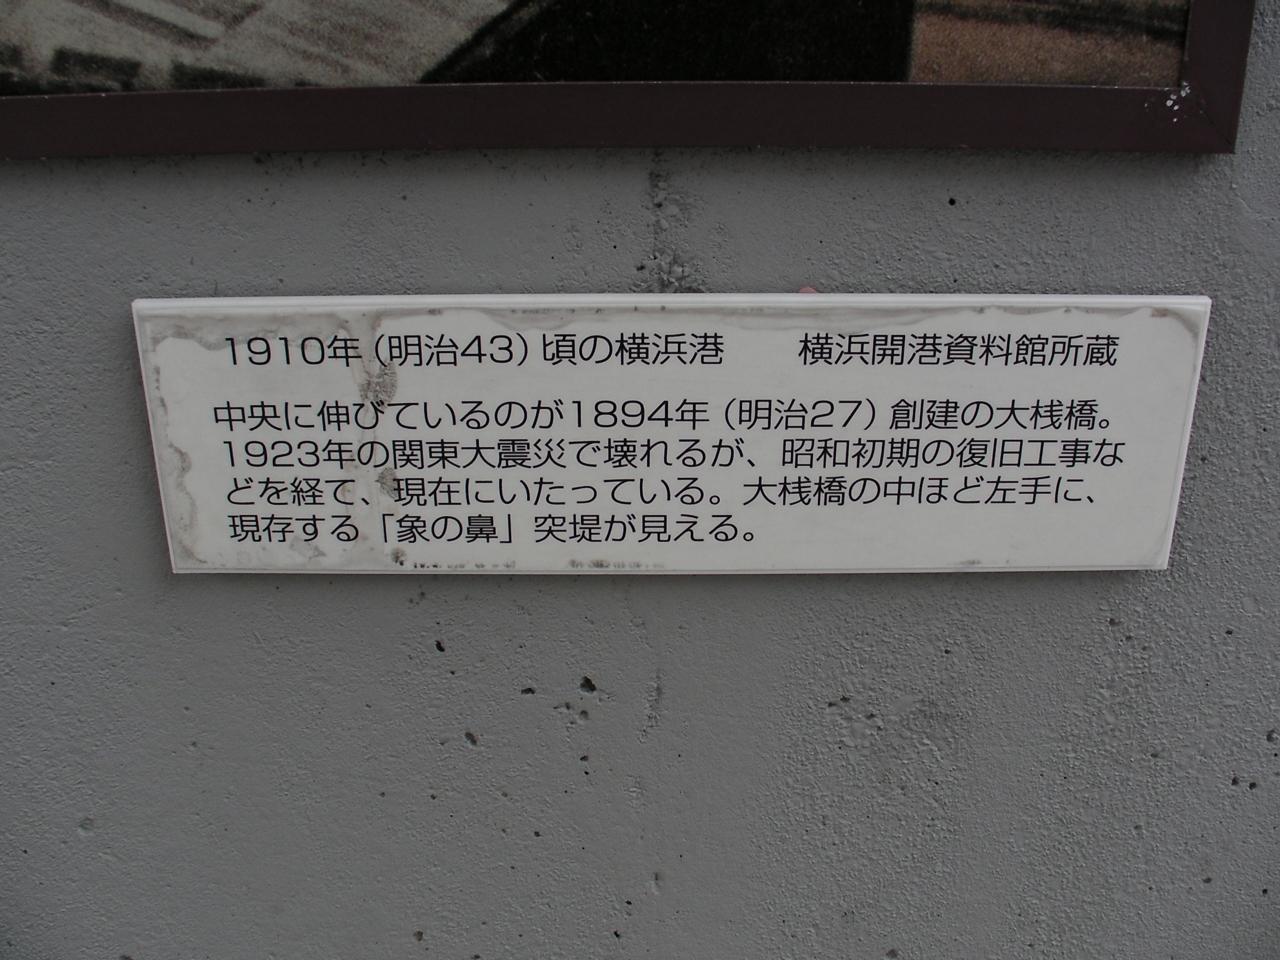 1910年（明治43）頃の横浜港　　横浜開港資料館所蔵
中央に伸びているのが1894年（明治27）創建の大桟橋。
1923年の関東大震災で壊れるが、昭和初期の復旧工事な
どを経て、現在にいたっている。大桟橋の中ほど左手に、
現存する「象の鼻」突堤が見える。